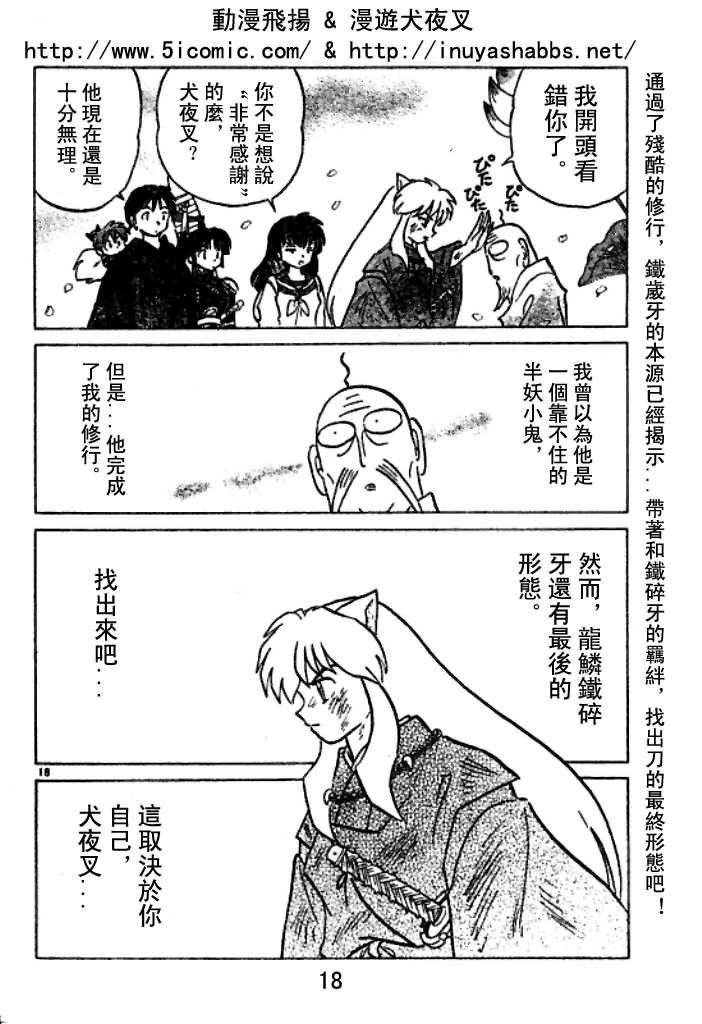 動漫飛揚 & 漫遊犬夜叉
http://www.5icomic.com/ & http://inuyashabbs.net/
我開頭看
錯你了。
ぴた
ぴた
你不是想說
“非常感謝”
的麼，
犬夜叉？
他現在還是
十分無理。
我曾以為他是
一個靠不住的
半妖小鬼，
但是...他完成
了我的修行。
然而，龍鱗鐵碎
牙還有最後的
形態。
找出來吧...
18
這取決於你
自己，
犬夜叉...
通過了殘酷的修行，鐵歲牙的本源已經揭示...帶著和鐵碎牙的羈絆，找出刀的最終形態吧！
18